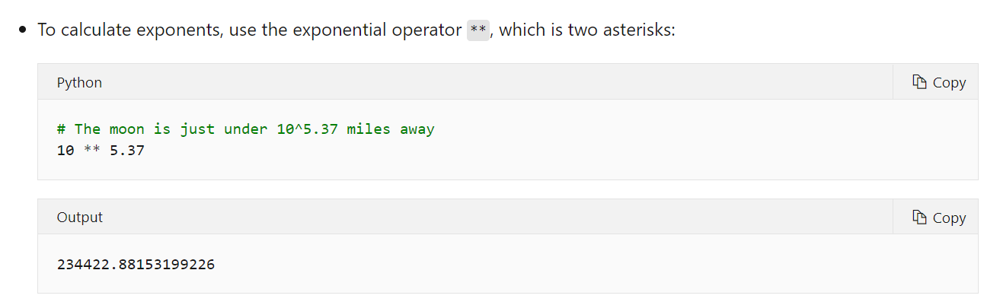 • To calculate exponents, use the exponential operator **, which is two asterisks:
Python Copy
# The moon is just under 10^5.37 miles away
10 ** 5.37
Output Copy
234422.88153199226